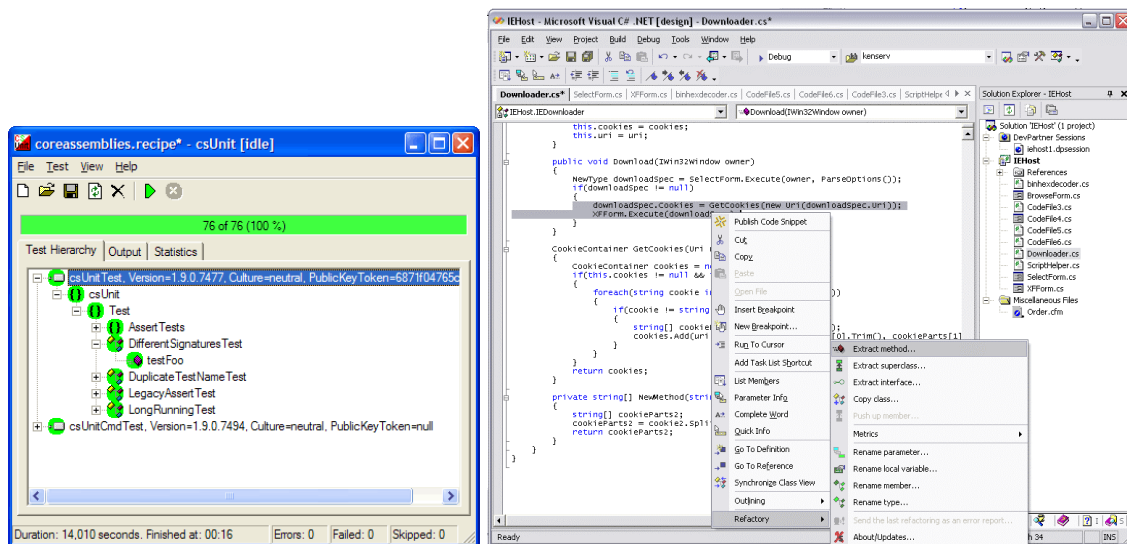 coreassemblies.recipe* - csUnit [idle]
File Test View Help
76 of 76 (100 %)
Test Hierarchy Output Statistics
csUnitTest, Version=1.9.0.7477, Culture=neutral, PublicKeyToken=6871f04765c
csUnit
Test
AssertTests
DifferentSignaturesTest
testFoo
DuplicateTestNameTest
LegacyAssertTest
LongRunningTest
csUnitCmdTest, Version=1.9.0.7494, Culture=neutral, PublicKeyToken=null
Duration: 14,010 seconds. Finished at: 00:16 Errors: 0 Failed: 0 Skipped: 0
IEHost - Microsoft Visual C# .NET [design] - Downloader.cs*
File Edit View Project Build Debug Tools Window Help
Debug kenserv
Downloader.cs* SelectForm.cs XFForm.cs binhexdecoder.cs CodeFile5.cs CodeFile6.cs CodeFile3.cs ScriptHelpe
IEHost.IEDownloader Download(IWin32Window owner)
this.cookies = cookies;
this.uri = uri;
}
public void Download(IWin32Window owner)
{
NewType downloadSpec = SelectForm.Execute(owner, ParseOptions());
if(downloadSpec != null)
{
downloadSpec.Cookies = GetCookies(new Uri(downloadSpec.Uri));
XFForm.Execute(downloads
}
}
CookieContainer GetCookies(Uri
{
CookieContainer cookies = n
if(this.cookies != null &&
{
foreach(string cookie in ))
{
if(cookie != string
{
string[] cookie );
cookies.Add(uri [0].Trim(), cookieParts[1]
}
}
}
return cookies;
}
private string[] NewMethod(stri
{
string[] cookieParts2;
cookieParts2 = cookie2.Spli
return cookieParts2;
}
}
}
Publish Code Snippet
Cut
Copy
Paste
Open File
Insert Breakpoint
New Breakpoint...
Run To Cursor
Add Task List Shortcut
List Members
Parameter Info
Complete Word
Quick Info
Go To Definition
Go To Reference
Synchronize Class View
Outlining
Refactory
Extract method...
Extract superclass...
Extract interface...
Copy class...
Push up member...
Metrics
Rename parameter...
Rename local variable...
Rename member...
Rename type...
Send the last refactoring as an error report...
About/Updates...
Solution Explorer - IEHost
Solution 'IEHost' (1 project)
DevPartner Sessions
iehost1.dpsession
IEHost
References
binhexdecoder.cs
BrowseForm.cs
CodeFile3.cs
CodeFile4.cs
CodeFile5.cs
CodeFile6.cs
Downloader.cs
ScriptHelper.cs
SelectForm.cs
XFForm.cs
Miscellaneous Files
Order.cfm
Ready h 34 INS